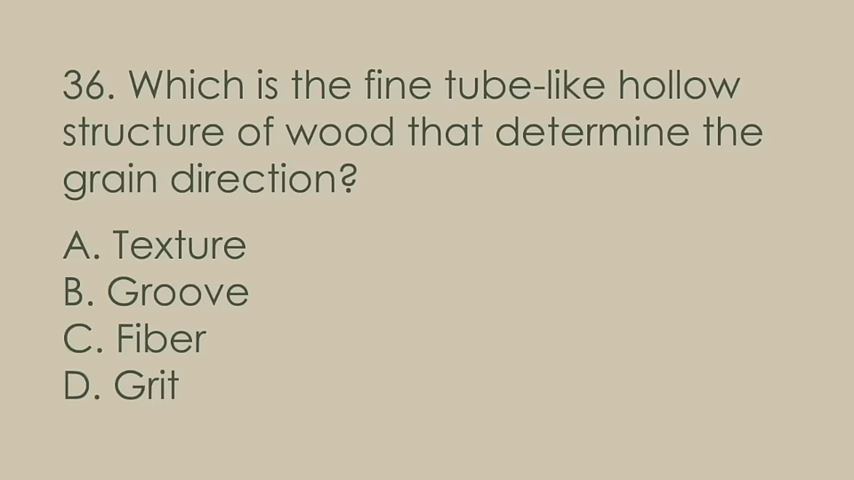 36. Which is the fine tube-like hollow
structure of wood that determine the
grain direction?
A. Texture
B. Groove
C. Fiber
D. Grit